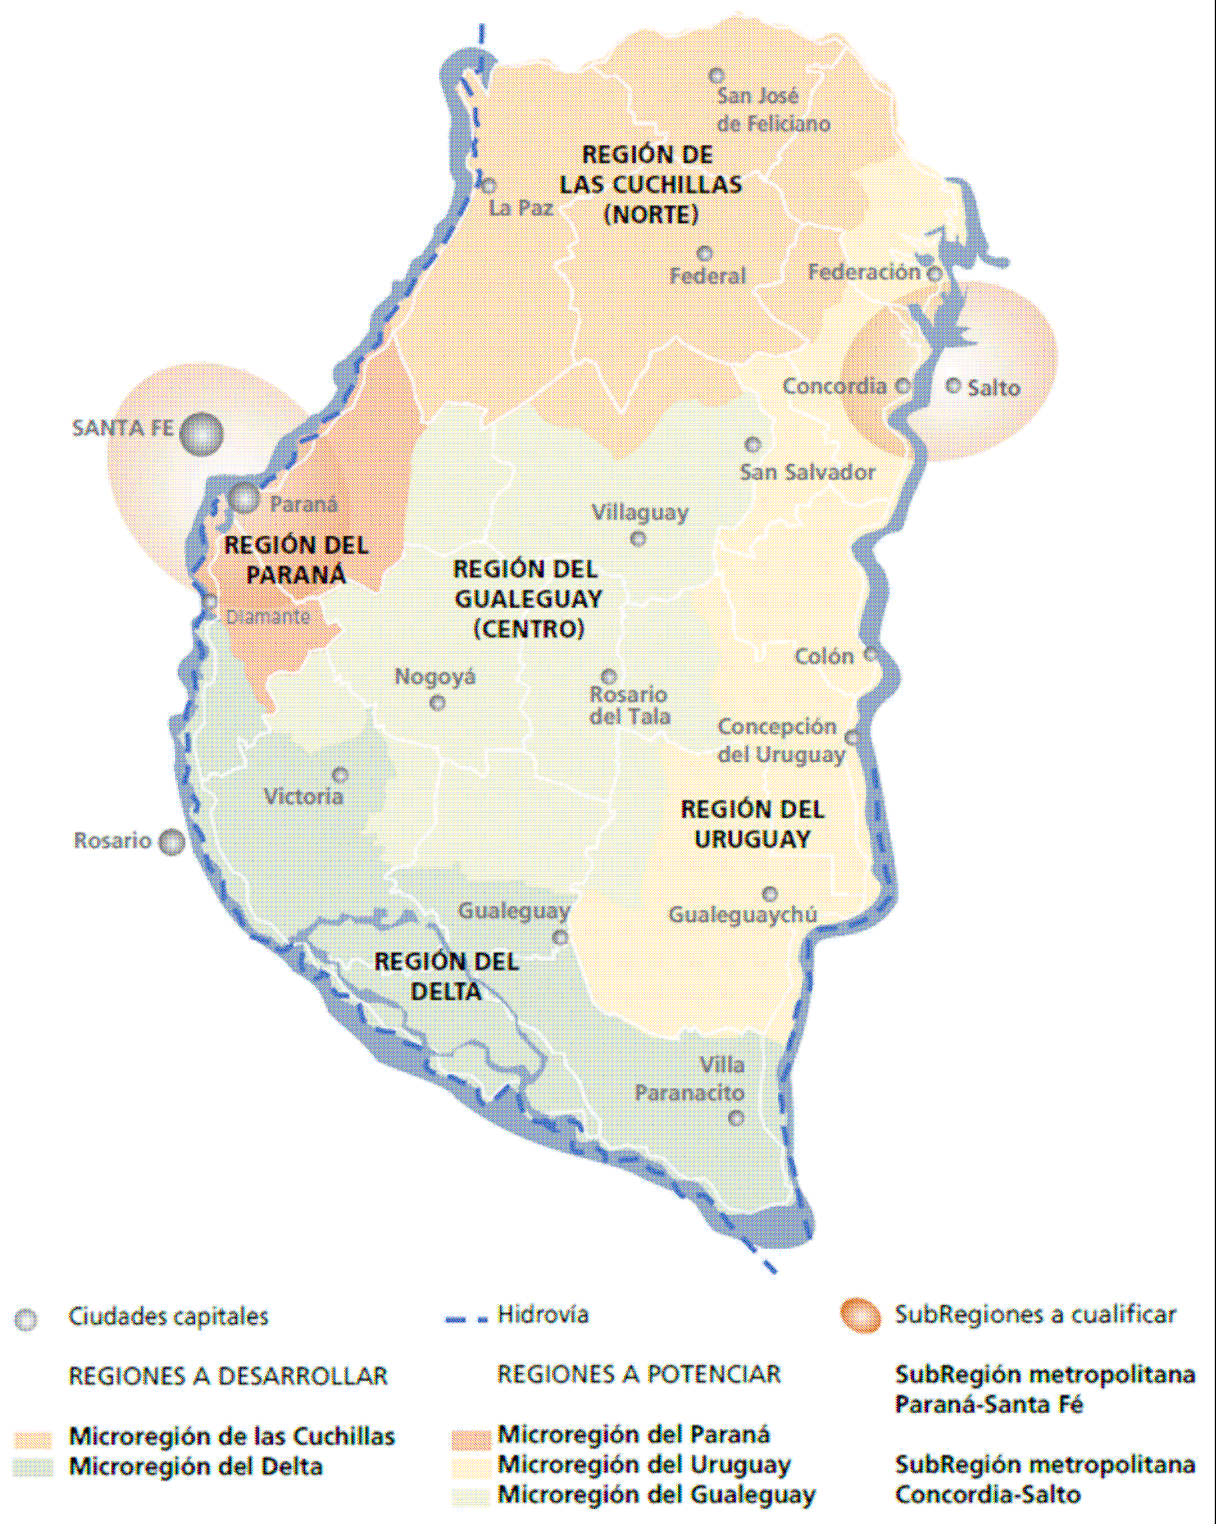 San José
de Feliciano
REGIÓN DE
LAS CUCHILLAS
(NORTE)
La Paz
Federal
Federación
Concordia
Salto
SANTA FE
San Salvador
Paraná
Villaguay
REGIÓN DEL
PARANÁ
REGIÓN DEL
GUALEGUAY
(CENTRO)
Diamante
Colón
Nogoyá
Rosario
del Tala
Concepción
del Uruguay
Victoria
REGIÓN DEL
URUGUAY
Rosario
Gualeguay
Gualeguaychú
REGIÓN DEL
DELTA
Villa
Paranacito
Ciudades capitales
Hidrovía
SubRegiones a cualificar
REGIONES A DESARROLLAR
Microregión de las Cuchillas
Microregión del Delta
REGIONES A POTENCIAR
Microregión del Paraná
Microregión del Uruguay
Microregión del Gualeguay
SubRegión metropolitana
Paraná-Santa Fé
SubRegión metropolitana
Concordia-Salto